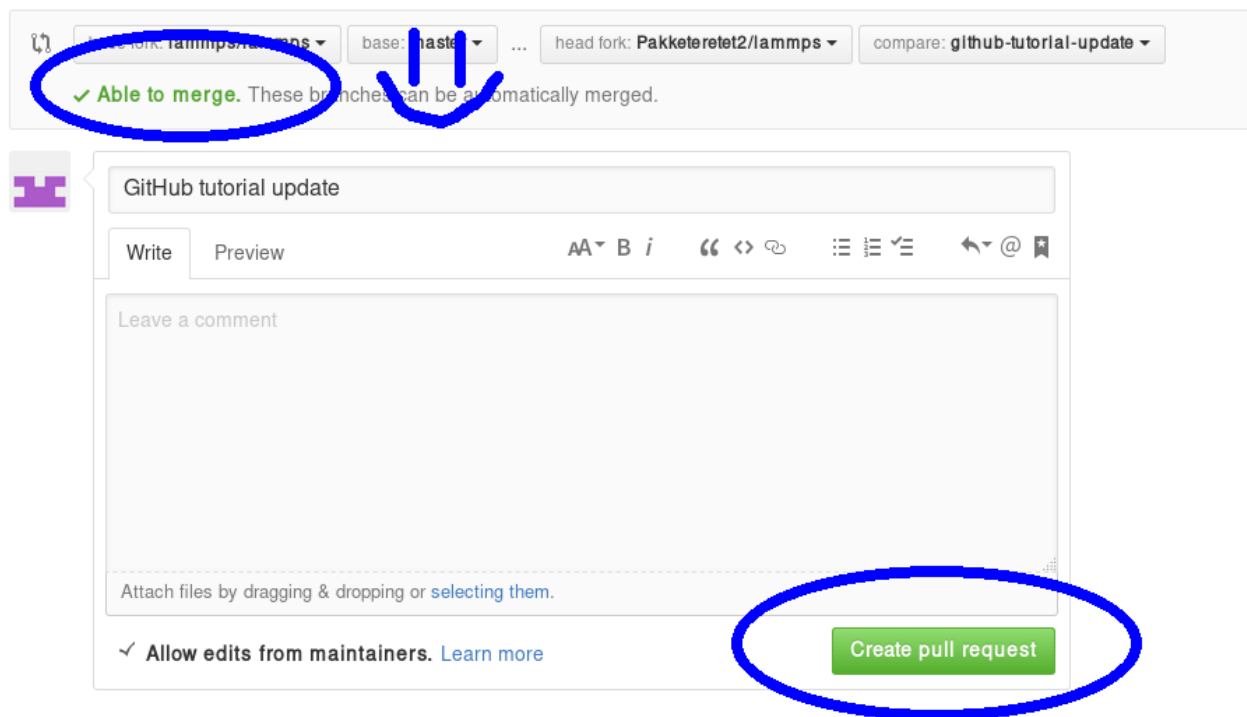 base fork: lammps/lammps base: master ... head fork: Pakketeretet2/lammps compare: github-tutorial-update
Able to merge. These branches can be automatically merged.
GitHub tutorial update
Write Preview AA B i “ <> @
Leave a comment
Attach files by dragging & dropping or selecting them.
Allow edits from maintainers. Learn more Create pull request